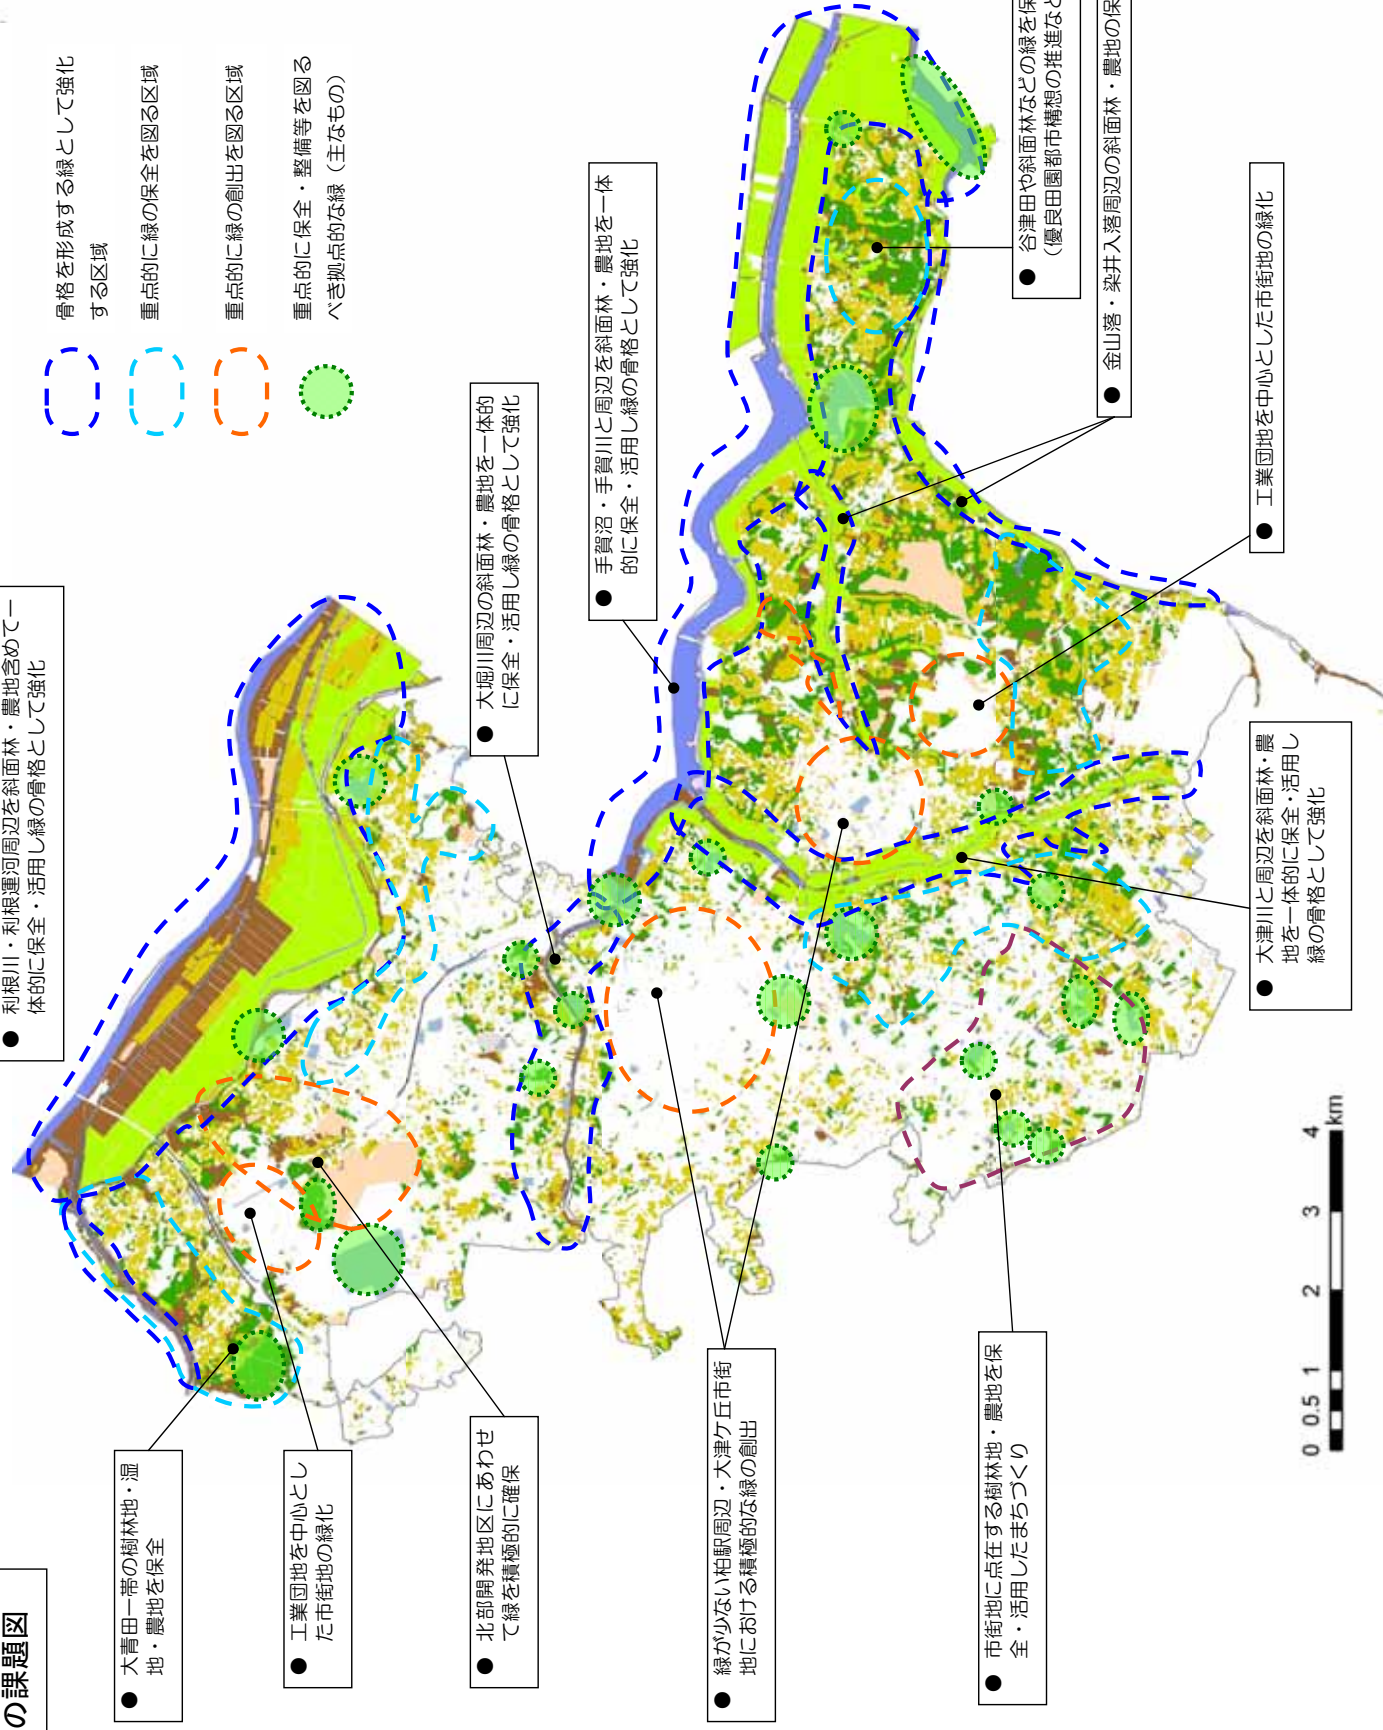 の課題図
● 利根川・利根運河周辺を斜面林・農地含めて一
体的に保全・活用し緑の骨格として強化
骨格を形成する緑として強化
する区域
重点的に緑の保全を図る区域
重点的に緑の創出を図る区域
重点的に保全・整備等を図る
べき拠点的な緑（主なもの）
● 大青田一帯の樹林地・湿
地・農地を保全
● 工業団地を中心とし
た市街地の緑化
● 北部開発地区にあわせ
て緑を積極的に確保
● 大堀川周辺の斜面林・農地を一体的
に保全・活用し緑の骨格として強化
● 手賀沼・手賀川と周辺を斜面林・農地を一体
的に保全・活用し緑の骨格として強化
● 緑が少ない柏駅周辺・大津ケ丘市街
地における積極的な緑の創出
● 市街地に点在する樹林地・農地を保
全・活用したまちづくり
● 谷津田や斜面林などの緑を保
（優良田園都市構想の推進など
● 金山落・染井入落周辺の斜面林・農地の保
● 工業団地を中心とした市街地の緑化
● 大津川と周辺を斜面林・農
地を一体的に保全・活用し
緑の骨格として強化
0 0.5 1 2 3 4
km